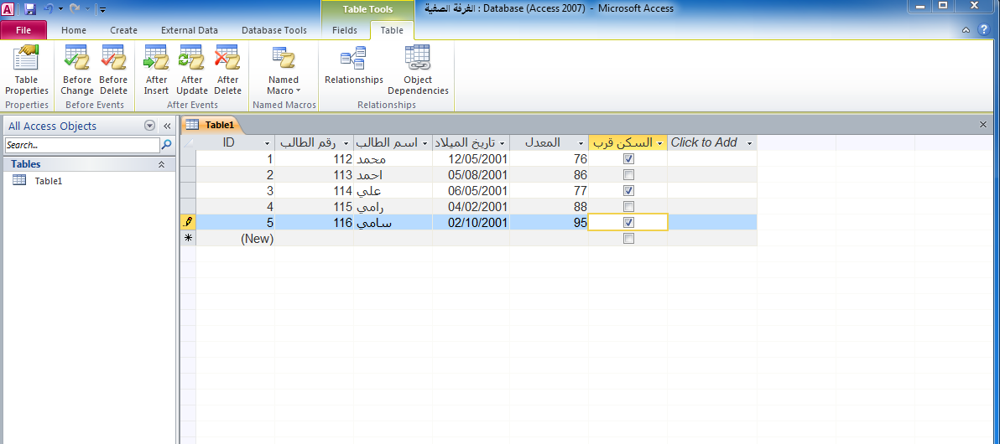 الغرفة الصفية : Database (Access 2007) - Microsoft Access
Table Tools
File Home Create External Data Database Tools Fields Table
Table Properties
Before Change
Before Delete
After Insert
After Update
After Delete
Named Macro
Relationships
Object Dependencies
Properties Before Events After Events Named Macros Relationships
All Access Objects
Search...
Tables
Table1
Table1
ID رقم الطالب اسم الطالب تاريخ الميلاد المعدل السكن قرب Click to Add
1 112 محمد 12/05/2001 76
2 113 احمد 05/08/2001 86
3 114 علي 06/05/2001 77
4 115 رامي 04/02/2001 88
5 116 سامي 02/10/2001 95
(New)